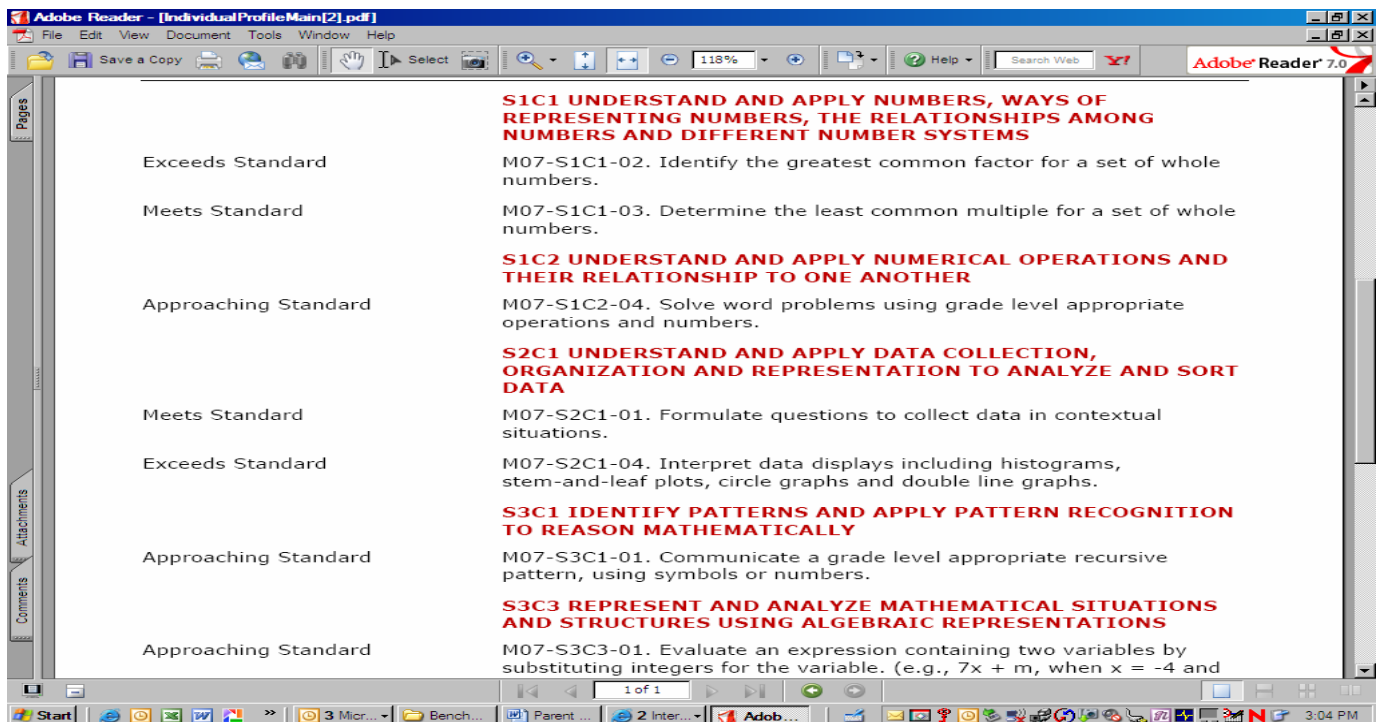 Adobe Reader - [IndividualProfileMain[2].pdf]
File Edit View Document Tools Window Help
Save a Copy Select 118% Help Search Web Y! Adobe Reader 7.0
Pages
S1C1 UNDERSTAND AND APPLY NUMBERS, WAYS OF
REPRESENTING NUMBERS, THE RELATIONSHIPS AMONG
NUMBERS AND DIFFERENT NUMBER SYSTEMS
Exceeds Standard M07-S1C1-02. Identify the greatest common factor for a set of whole
numbers.
Meets Standard M07-S1C1-03. Determine the least common multiple for a set of whole
numbers.
S1C2 UNDERSTAND AND APPLY NUMERICAL OPERATIONS AND
THEIR RELATIONSHIP TO ONE ANOTHER
Approaching Standard M07-S1C2-04. Solve word problems using grade level appropriate
operations and numbers.
S2C1 UNDERSTAND AND APPLY DATA COLLECTION,
ORGANIZATION AND REPRESENTATION TO ANALYZE AND SORT
DATA
Meets Standard M07-S2C1-01. Formulate questions to collect data in contextual
situations.
Exceeds Standard M07-S2C1-04. Interpret data displays including histograms,
stem-and-leaf plots, circle graphs and double line graphs.
Attachments
S3C1 IDENTIFY PATTERNS AND APPLY PATTERN RECOGNITION
TO REASON MATHEMATICALLY
Approaching Standard M07-S3C1-01. Communicate a grade level appropriate recursive
pattern, using symbols or numbers.
Comments
S3C3 REPRESENT AND ANALYZE MATHEMATICAL SITUATIONS
AND STRUCTURES USING ALGEBRAIC REPRESENTATIONS
Approaching Standard M07-S3C3-01. Evaluate an expression containing two variables by
substituting integers for the variable. (e.g., 7x + m, when x = -4 and
1 of 1
Start » 3 Micr... Bench... Parent ... 2 Inter... Adob... 3:04 PM